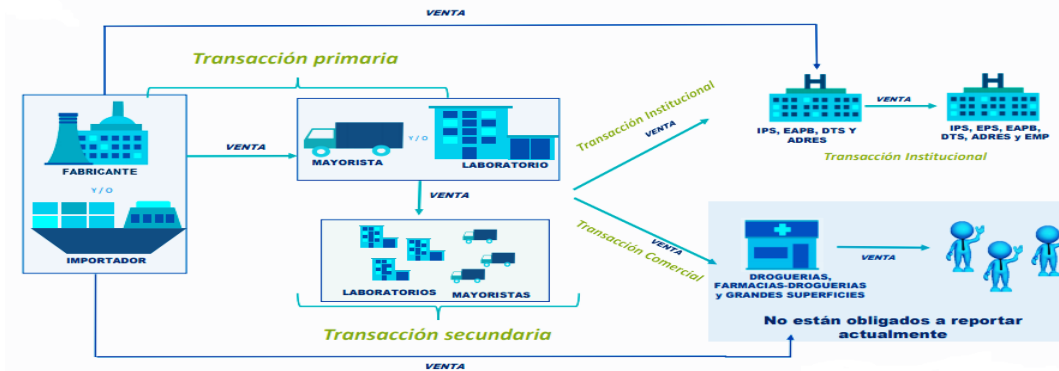 VENTA
Transacción primaria
FABRICANTE
Y / O
IMPORTADOR
VENTA
MAYORISTA
Y / O
LABORATORIO
VENTA
LABORATORIOS
MAYORISTAS
Transacción secundaria
Transacción Institucional
VENTA
IPS, EAPB, DTS Y
ADRES
VENTA
IPS, EPS, EAPB,
DTS, ADRES y EMP
Transacción Institucional
VENTA
Transacción Comercial
DROGUERIAS,
FARMACIAS-DROGUERIAS
y GRANDES SUPERFICIES
VENTA
No están obligados a reportar
actualmente
VENTA